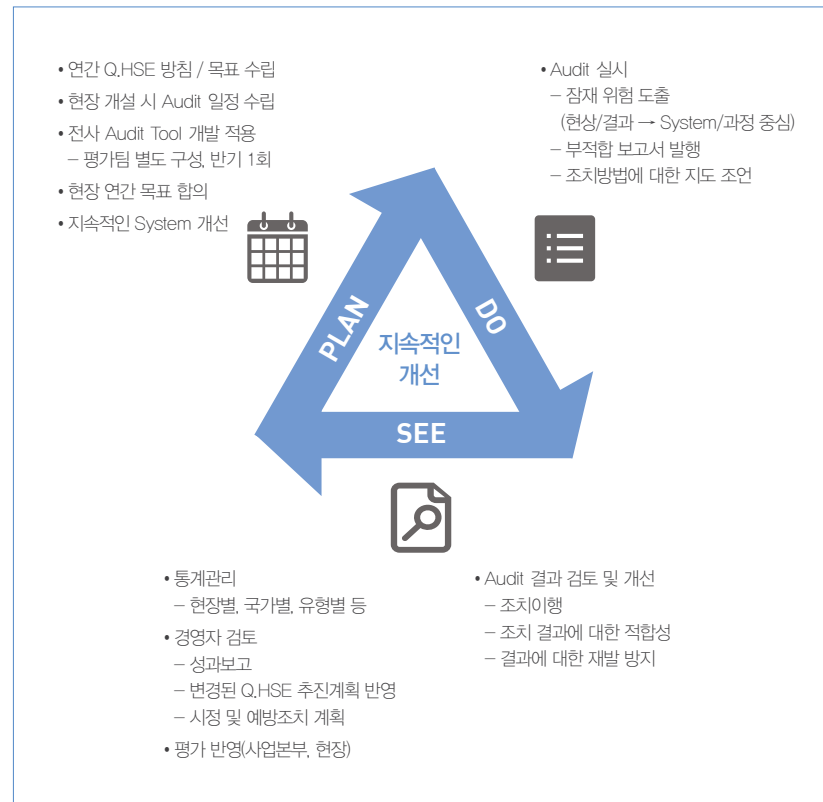 • 연간 Q.HSE 방침 / 목표 수립
• 현장 개설 시 Audit 일정 수립
• 전사 Audit Tool 개발 적용
– 평가팀 별도 구성, 반기 1회
• 현장 연간 목표 합의
• 지속적인 System 개선
• Audit 실시
– 잠재 위험 도출
(현상/결과 → System/과정 중심)
– 부적합 보고서 발행
– 조치방법에 대한 지도 조언
PLAN
DO
지속적인
개선
SEE
• 통계관리
– 현장별, 국가별, 유형별 등
• 경영자 검토
– 성과보고
– 변경된 Q.HSE 추진계획 반영
– 시정 및 예방조치 계획
• 평가 반영(사업본부, 현장)
• Audit 결과 검토 및 개선
– 조치이행
– 조치 결과에 대한 적합성
– 결과에 대한 재발 방지